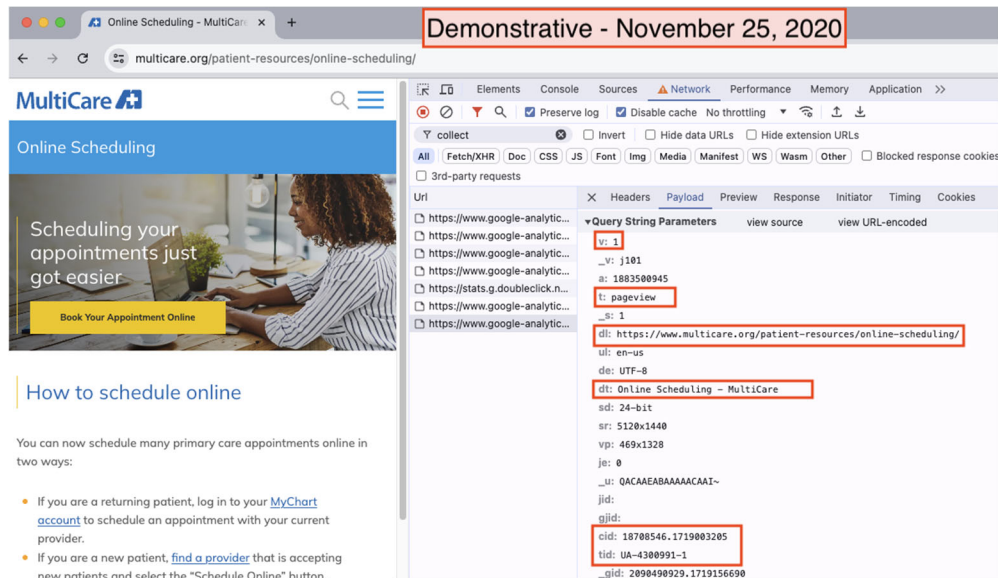 Online Scheduling - MultiCare
Demonstrative - November 25, 2020
multicare.org/patient-resources/online-scheduling/
MultiCare
Online Scheduling
Scheduling your
appointments just
got easier
Book Your Appointment Online
How to schedule online
You can now schedule many primary care appointments online in
two ways:
If you are a returning patient, log in to your MyChart
account to schedule an appointment with your current
provider.
If you are a new patient, find a provider that is accepting
new patients and select the "Schedule Online" button
Elements Console Sources Network Performance Memory Application
Preserve log Disable cache No throttling
collect Invert Hide data URLs Hide extension URLs
All Fetch/XHR Doc CSS JS Font Img Media Manifest WS Wasm Other Blocked response cookies
3rd-party requests
Url
https://www.google-analytic...
https://www.google-analytic...
https://www.google-analytic...
https://www.google-analytic...
https://stats.g.doubleclick.n...
https://www.google-analytic...
https://www.google-analytic...
Headers Payload Preview Response Initiator Timing Cookies
Query String Parameters view source view URL-encoded
v: 1
_v: j101
a: 1883500945
t: pageview
_s: 1
dl: https://www.multicare.org/patient-resources/online-scheduling/
ul: en-us
de: UTF-8
dt: Online Scheduling - MultiCare
sd: 24-bit
sr: 5120x1440
vp: 469x1328
je: 0
_u: QACAAEABAAAAACAAI~
jid:
gjid:
cid: 18708546.1719003205
tid: UA-4300991-1
_gid: 2090490929.1719156690